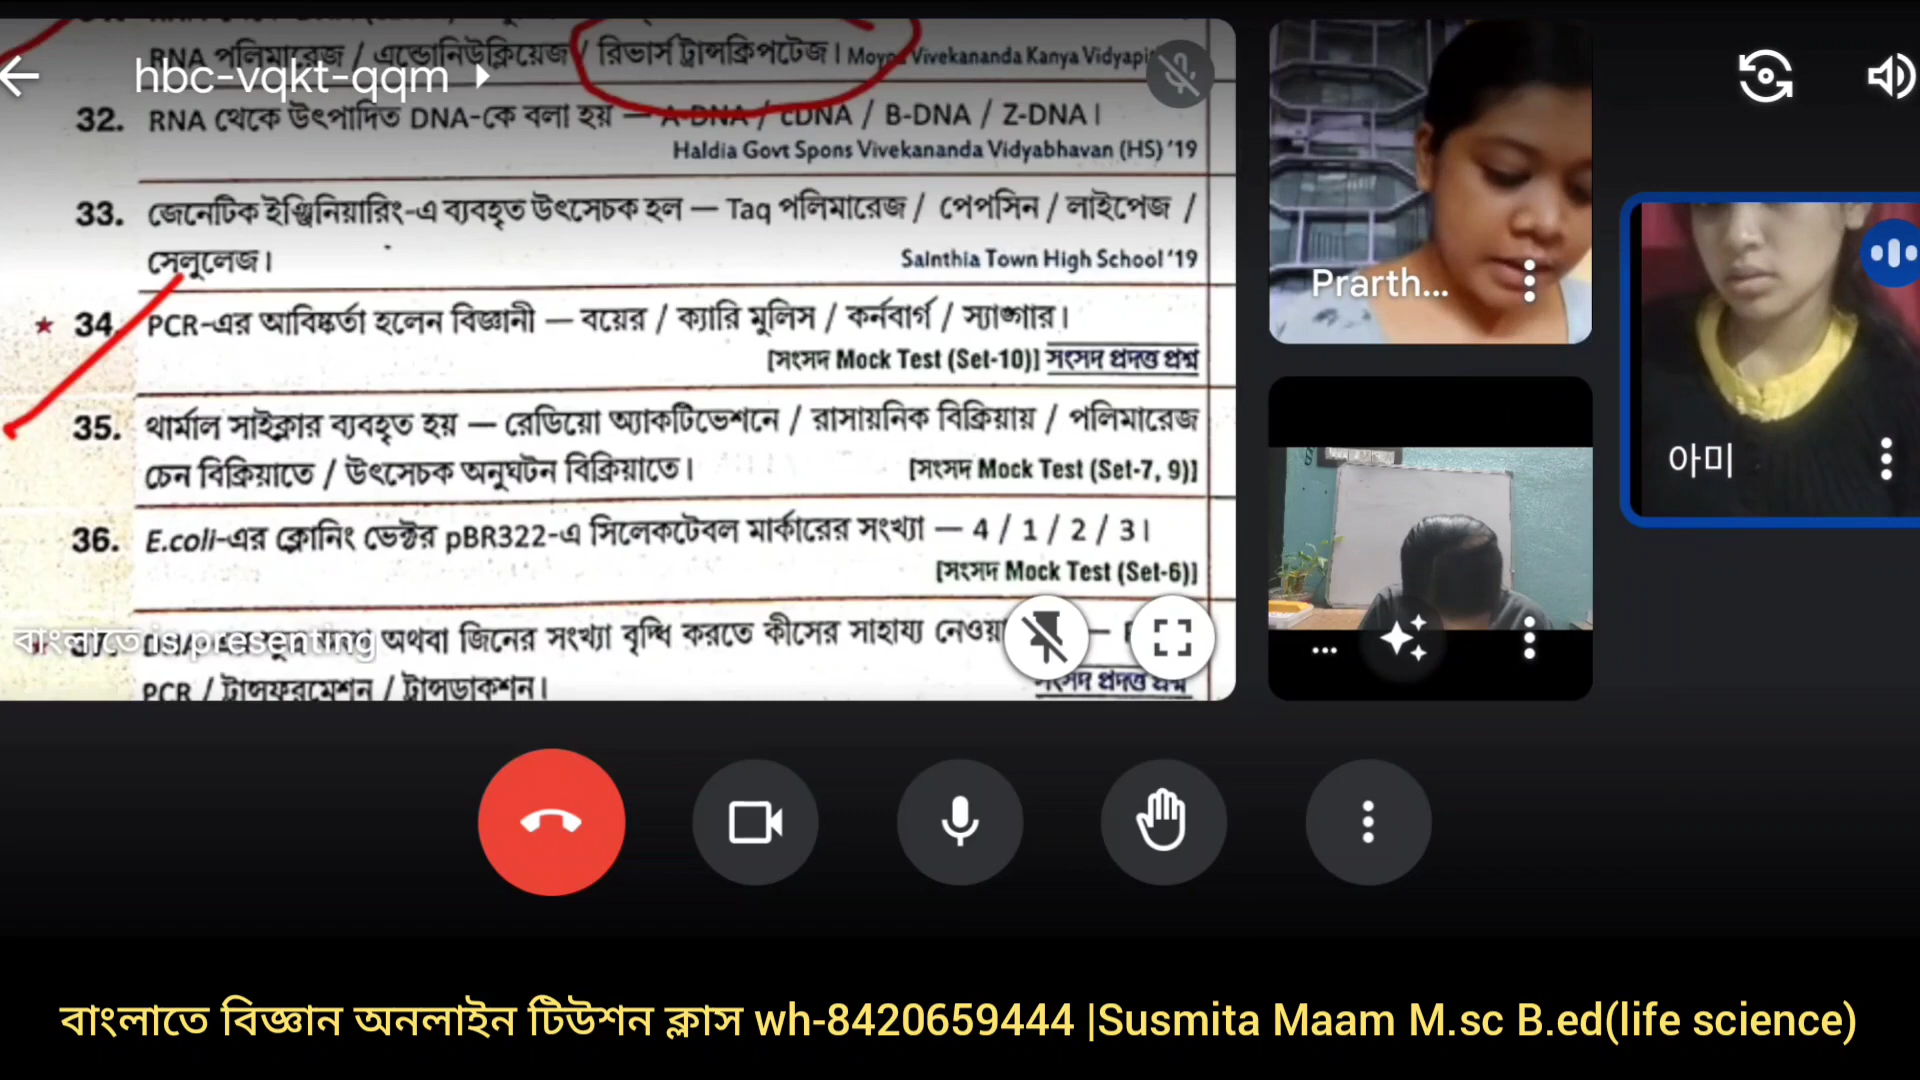 RNA পলিমারেজ / এন্ডোনিউক্লিয়েজ / রিভার্স ট্রান্সক্রিপটেজ। Vivekananda Kanya
hbc-vqkt-qqm
32. RNA থেকে উৎপাদিত DNA-কে বলা হয় — A-DNA / cDNA / B-DNA / Z-DNA।
Haldia Govt Spons Vivekananda Vidyabhavan (HS) '19
33. জেনেটিক ইঞ্জিনিয়ারিং-এ ব্যবহৃত উৎসেচক হল — Taq পলিমারেজ / পেপসিন / লাইপেজ /
সেলুলেজ।
Sainthia Town High School '19
34. PCR-এর আবিষ্কর্তা হলেন বিজ্ঞানী — বয়ের / ক্যারি মুলিস / কর্নবার্গ / স্যাঙ্গার।
[সংসদ Mock Test (Set-10)] সংসদ প্রদত্ত প্রশ্ন
35. থার্মাল সাইক্লার ব্যবহৃত হয় — রেডিয়ো অ্যাকটিভেশনে / রাসায়নিক বিক্রিয়ায় / পলিমারেজ
চেন বিক্রিয়াতে / উৎসেচক অনুঘটন বিক্রিয়াতে।
[সংসদ Mock Test (Set-7, 9)]
36. E.coli-এর ক্লোনিং ভেক্টর pBR322-এ সিলেকটেবল মার্কারের সংখ্যা — 4 / 1 / 2 / 3।
[সংসদ Mock Test (Set-6)]
বাংলাতে is presenting
অথবা জিনের সংখ্যা বৃদ্ধি করতে কীসের সাহায্য
PCR / ট্রান্সফরমেশন / ট্রান্সডাকশন।
প্রদত্ত প্রশ্ন
Prarth...
아미
বাংলাতে বিজ্ঞান অনলাইন টিউশন ক্লাস wh-8420659444 |Susmita Maam M.sc B.ed(life science)